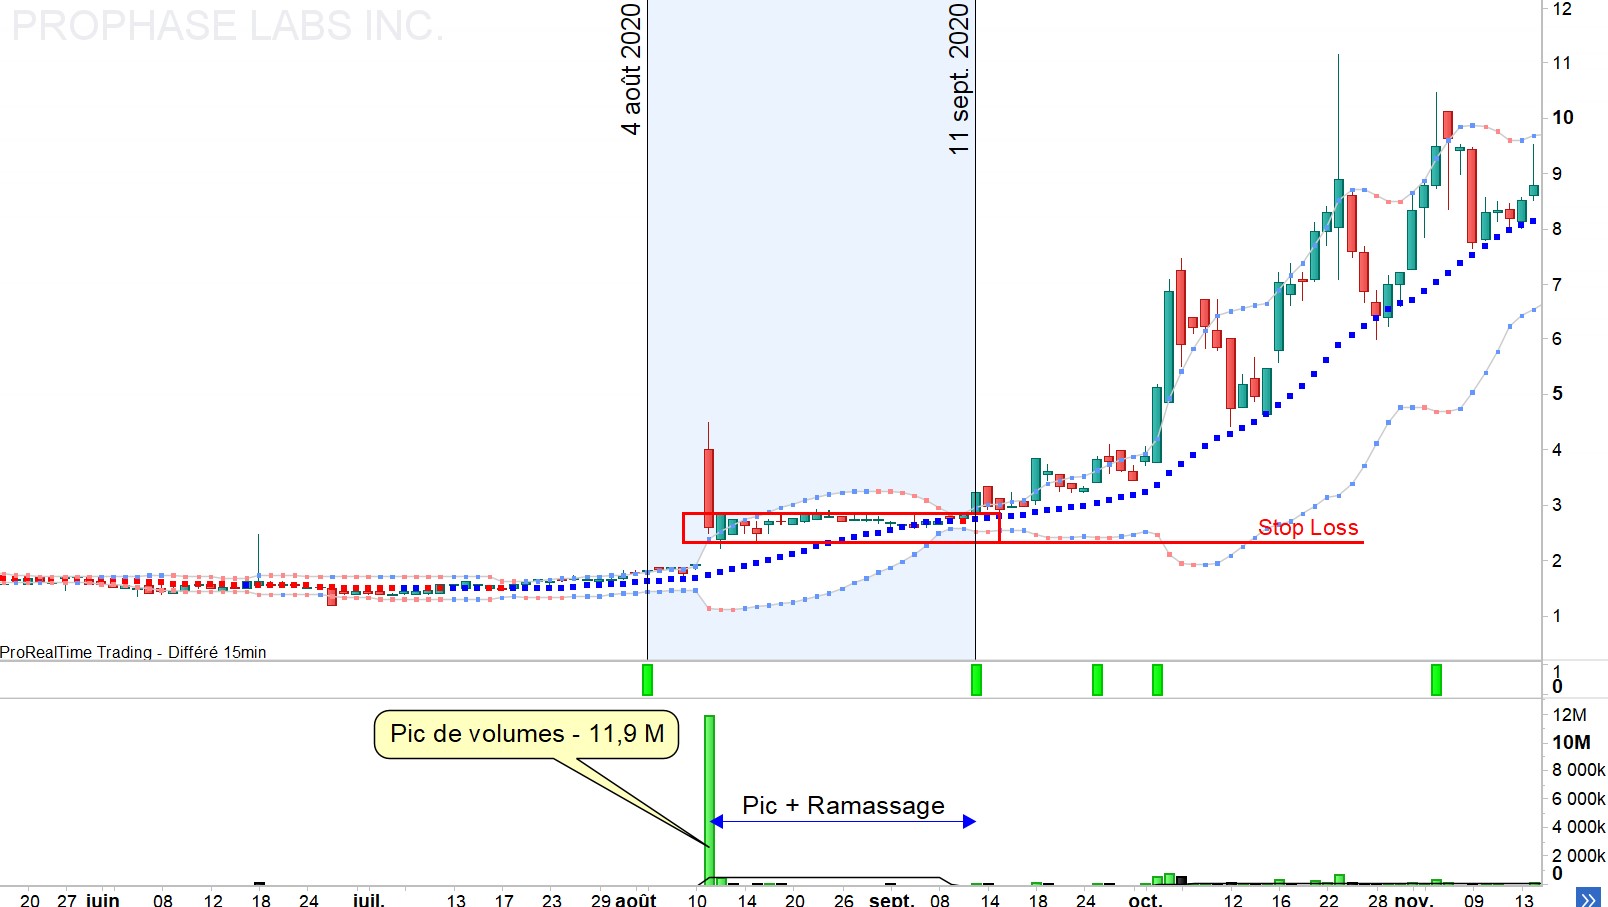 PROPHASE LABS INC.
4 août 2020
11 sept. 2020
12
11
10
9
8
7
6
5
4
3
2
1
Stop Loss
ProRealTime Trading - Différé 15min
1
0
Pic de volumes - 11,9 M
Pic + Ramassage
12M
10M
8 000k
6 000k
4 000k
2 000k
0
20 27 juin 08 12 18 24 juil. 13 17 23 29 août 10 14 20 26 sept. 08 14 18 24 oct. 12 16 22 28 nov. 09 13